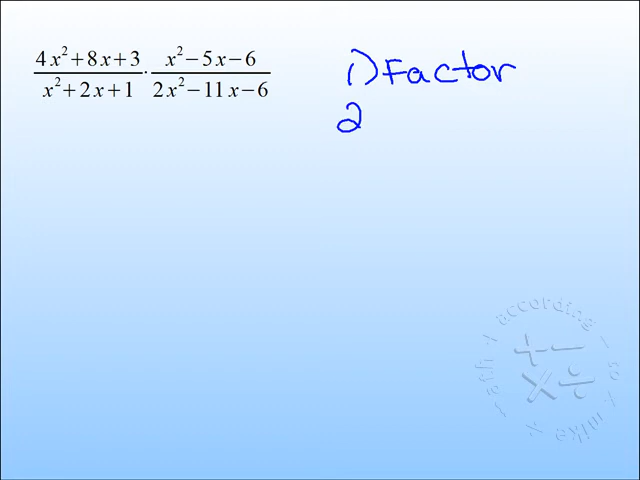 4x²+8x+3 / x²+2x+1 · x²−5x−6 / 2x²−11x−6
1) Factor
2
math x according - to / mike x
+ −
× ÷